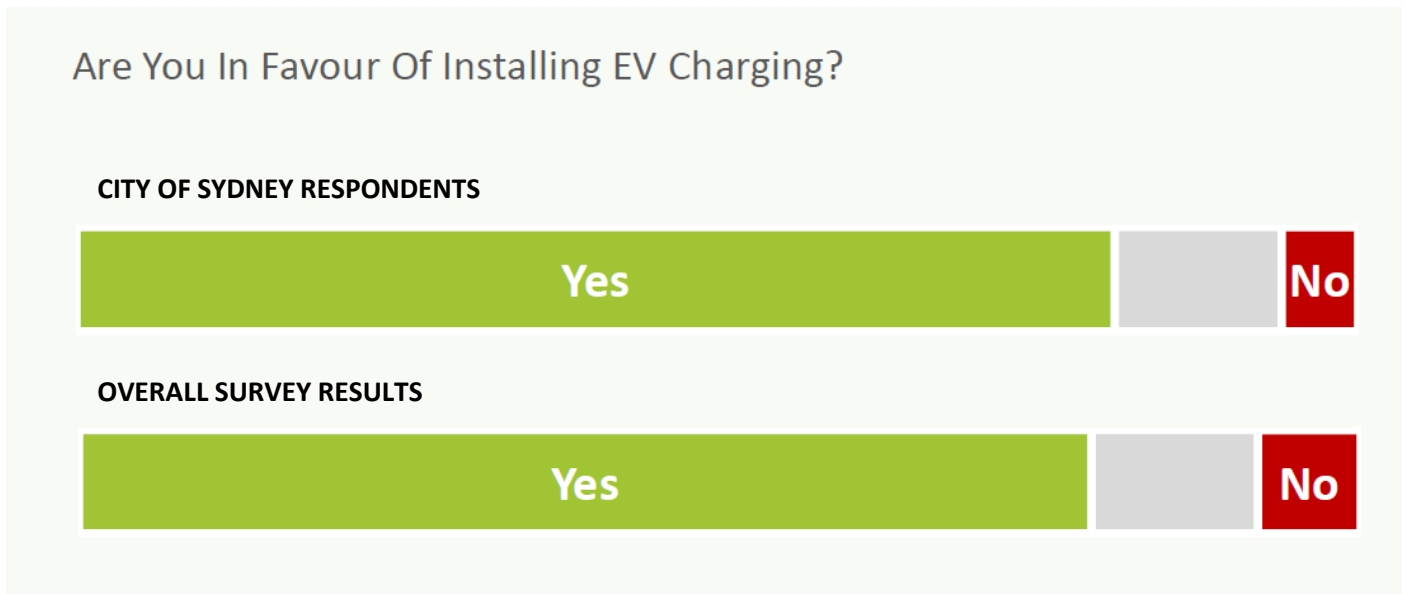 Are You In Favour Of Installing EV Charging?
CITY OF SYDNEY RESPONDENTS
Yes No
OVERALL SURVEY RESULTS
Yes No